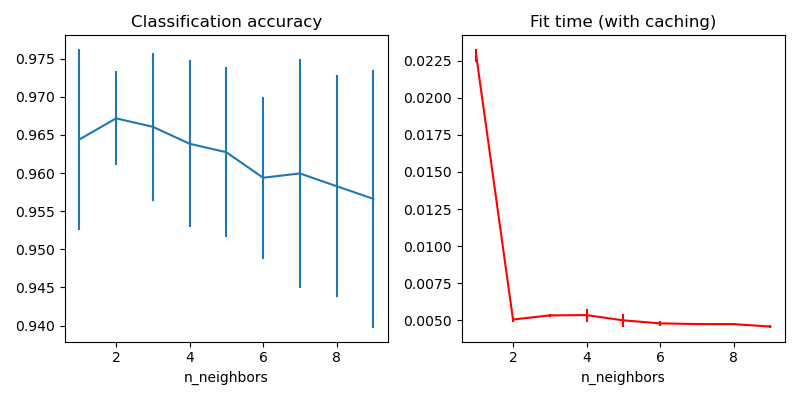 Classification accuracy
0.975
0.970
0.965
0.960
0.955
0.950
0.945
0.940
2 4 6 8
n_neighbors
Fit time (with caching)
0.0225
0.0200
0.0175
0.0150
0.0125
0.0100
0.0075
0.0050
2 4 6 8
n_neighbors